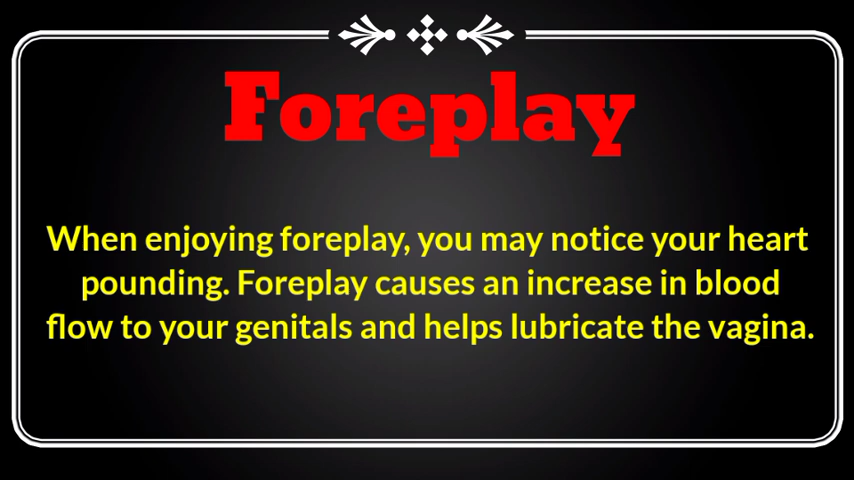 Foreplay
When enjoying foreplay, you may notice your heart
pounding. Foreplay causes an increase in blood
flow to your genitals and helps lubricate the vagina.